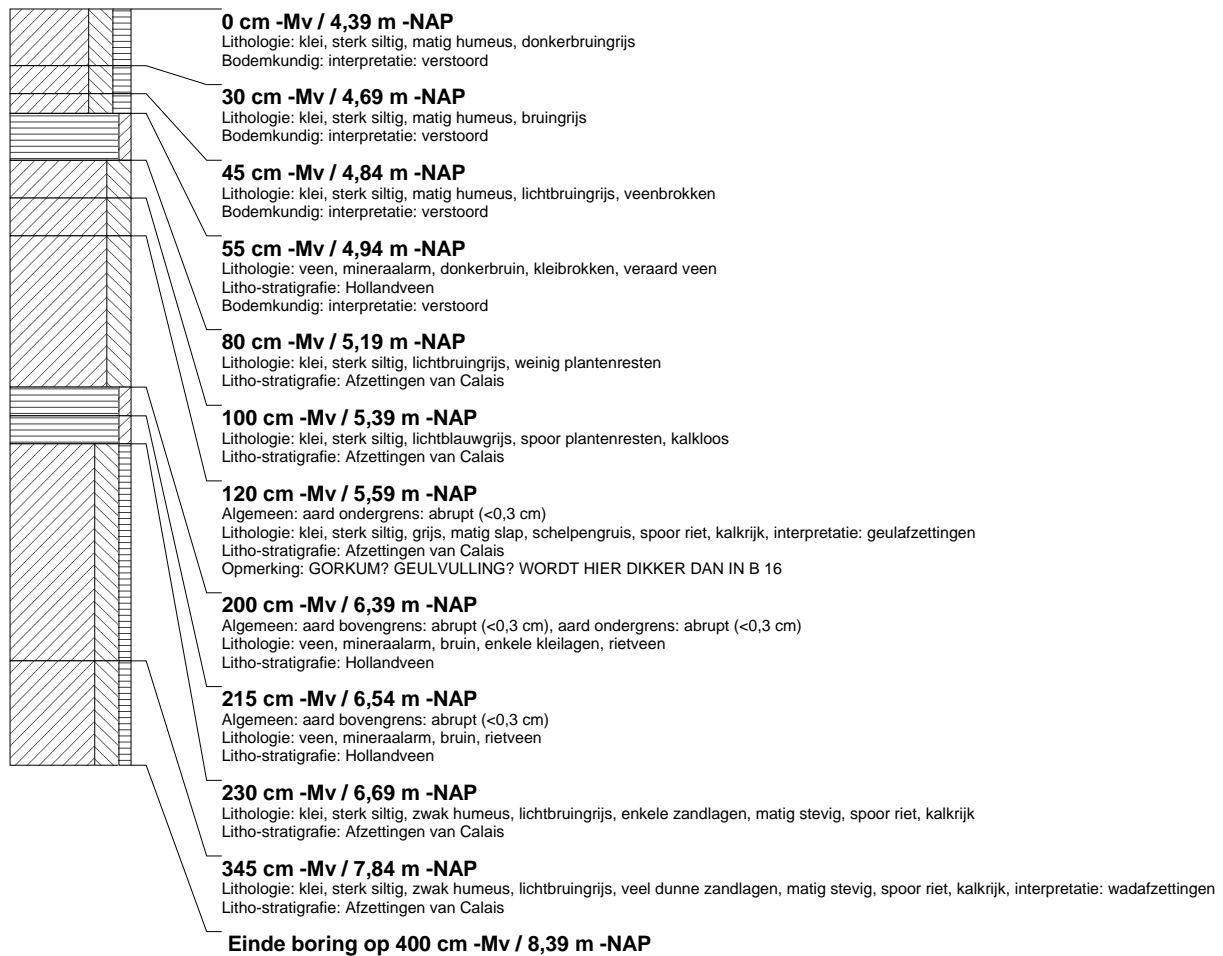 0 cm -Mv / 4,39 m -NAP
Lithologie: klei, sterk siltig, matig humeus, donkerbruingrijs
Bodemkundig: interpretatie: verstoord
30 cm -Mv / 4,69 m -NAP
Lithologie: klei, sterk siltig, matig humeus, bruingrijs
Bodemkundig: interpretatie: verstoord
45 cm -Mv / 4,84 m -NAP
Lithologie: klei, sterk siltig, matig humeus, lichtbruingrijs, veenbrokken
Bodemkundig: interpretatie: verstoord
55 cm -Mv / 4,94 m -NAP
Lithologie: veen, mineraalarm, donkerbruin, kleibrokken, veraard veen
Litho-stratigrafie: Hollandveen
Bodemkundig: interpretatie: verstoord
80 cm -Mv / 5,19 m -NAP
Lithologie: klei, sterk siltig, lichtbruingrijs, weinig plantenresten
Litho-stratigrafie: Afzettingen van Calais
100 cm -Mv / 5,39 m -NAP
Lithologie: klei, sterk siltig, lichtblauwgrijs, spoor plantenresten, kalkloos
Litho-stratigrafie: Afzettingen van Calais
120 cm -Mv / 5,59 m -NAP
Algemeen: aard ondergrens: abrupt (<0,3 cm)
Lithologie: klei, sterk siltig, grijs, matig slap, schelpengruis, spoor riet, kalkrijk, interpretatie: geulafzettingen
Litho-stratigrafie: Afzettingen van Calais
Opmerking: GORKUM? GEULVULLING? WORDT HIER DIKKER DAN IN B 16
200 cm -Mv / 6,39 m -NAP
Algemeen: aard bovengrens: abrupt (<0,3 cm), aard ondergrens: abrupt (<0,3 cm)
Lithologie: veen, mineraalarm, bruin, enkele kleilagen, rietveen
Litho-stratigrafie: Hollandveen
215 cm -Mv / 6,54 m -NAP
Algemeen: aard bovengrens: abrupt (<0,3 cm)
Lithologie: veen, mineraalarm, bruin, rietveen
Litho-stratigrafie: Hollandveen
230 cm -Mv / 6,69 m -NAP
Lithologie: klei, sterk siltig, zwak humeus, lichtbruingrijs, enkele zandlagen, matig stevig, spoor riet, kalkrijk
Litho-stratigrafie: Afzettingen van Calais
345 cm -Mv / 7,84 m -NAP
Lithologie: klei, sterk siltig, zwak humeus, lichtbruingrijs, veel dunne zandlagen, matig stevig, spoor riet, kalkrijk, interpretatie: wadafzettingen
Litho-stratigrafie: Afzettingen van Calais
Einde boring op 400 cm -Mv / 8,39 m -NAP